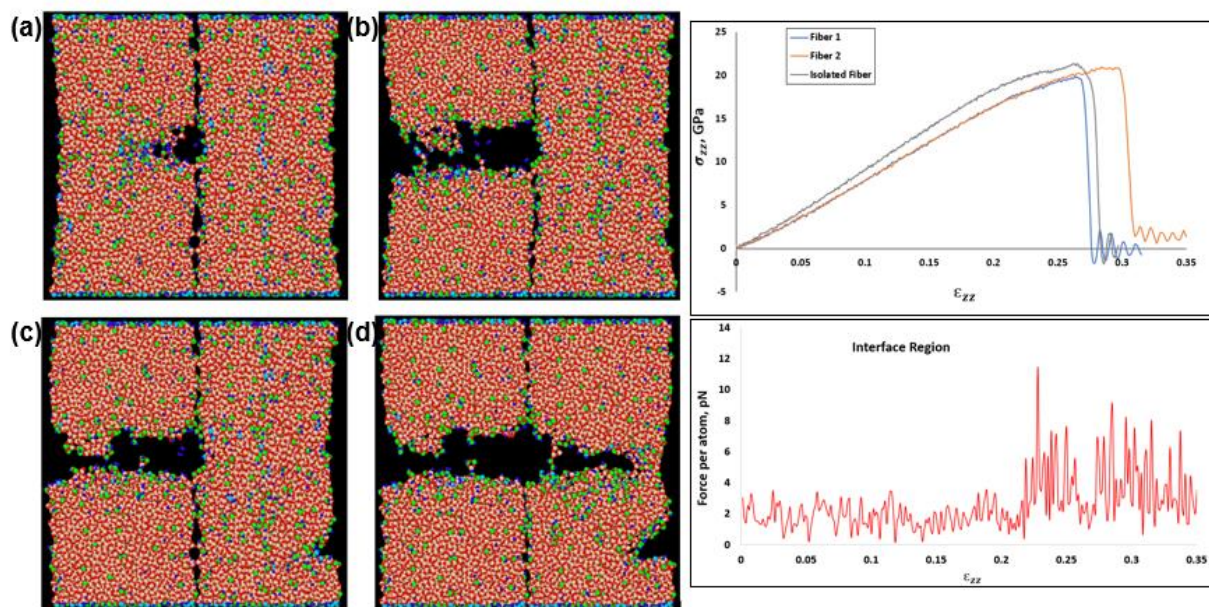 (a)
(b)
(c)
(d)
25
20
15
10
5
0
-5
σzz, GPa
Fiber 1
Fiber 2
Isolated Fiber
0 0.05 0.1 0.15 0.2 0.25 0.3 0.35
εzz
Interface Region
14
12
10
8
6
4
2
0
Force per atom, pN
0 0.05 0.1 0.15 0.2 0.25 0.3 0.35
εzz